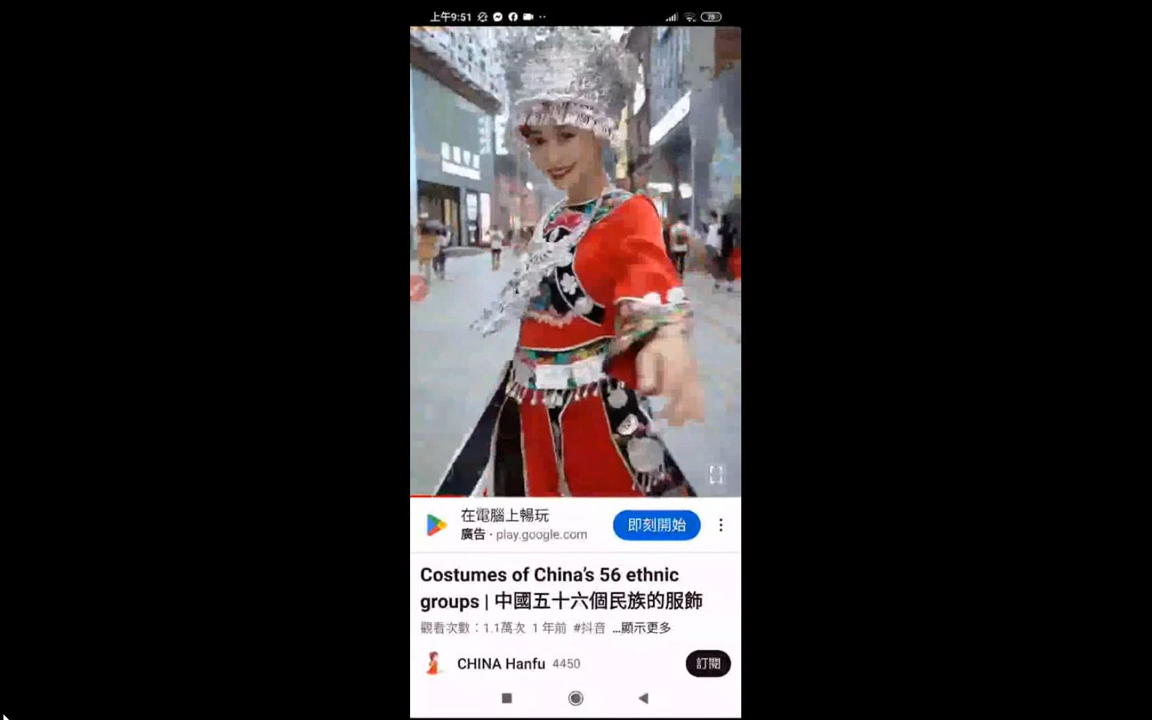 上午9:51
在電腦上暢玩
廣告 · play.google.com
即刻開始
Costumes of China's 56 ethnic
groups | 中國五十六個民族的服飾
觀看次數：1.1萬次 1 年前 #抖音 ...顯示更多
CHINA Hanfu 4450
訂閱